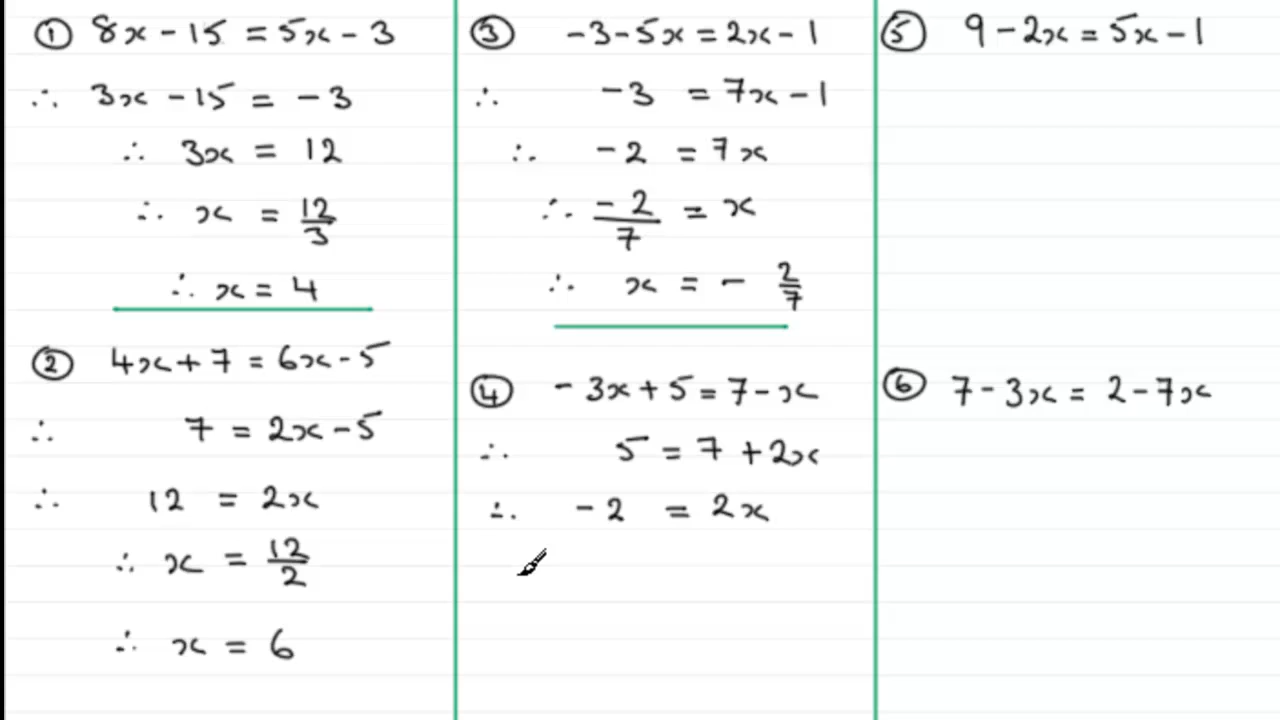 ① 8x - 15 = 5x - 3
∴ 3x - 15 = - 3
∴ 3x = 12
∴ x = 12/3
∴ x = 4
② 4x + 7 = 6x - 5
∴ 7 = 2x - 5
∴ 12 = 2x
∴ x = 12/2
∴ x = 6
③ -3 - 5x = 2x - 1
∴ -3 = 7x - 1
∴ -2 = 7x
∴ -2/7 = x
∴ x = - 2/7
④ -3x + 5 = 7 - x
∴ 5 = 7 + 2x
∴ -2 = 2x
⑤ 9 - 2x = 5x - 1
⑥ 7 - 3x = 2 - 7x